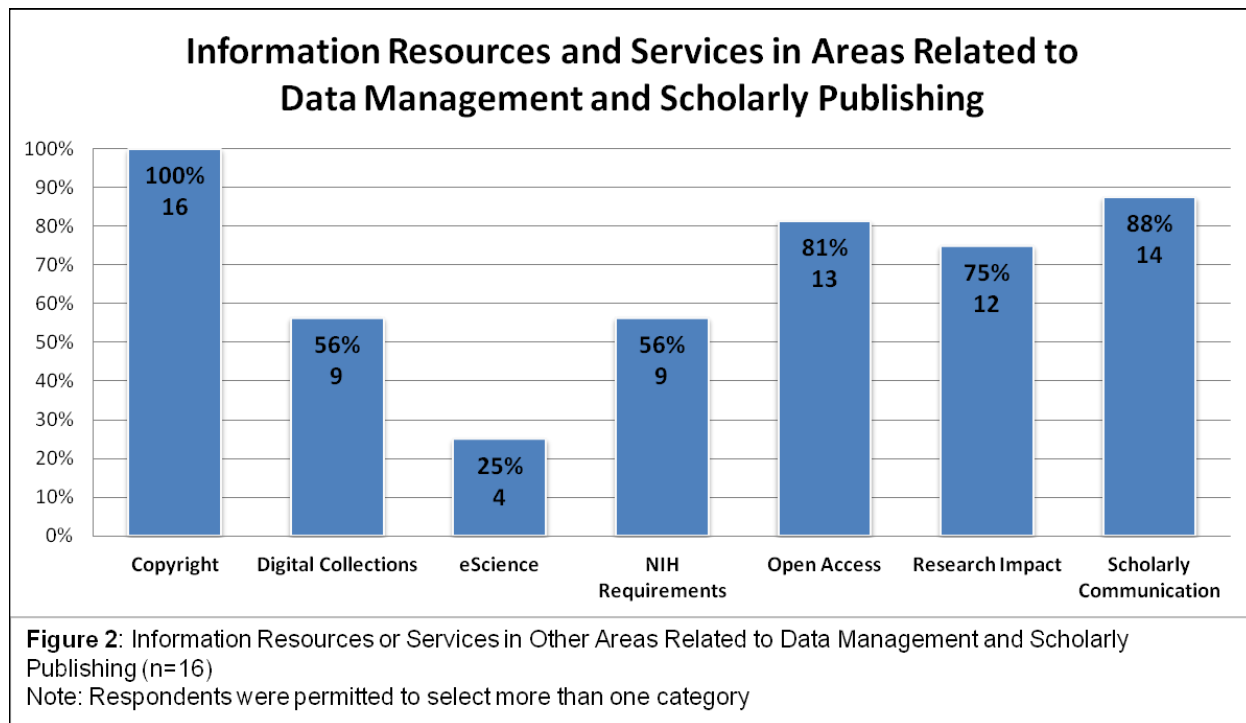 Information Resources and Services in Areas Related to
Data Management and Scholarly Publishing
100%
90%
80%
70%
60%
50%
40%
30%
20%
10%
0%
100%
16
56%
9
25%
4
56%
9
81%
13
75%
12
88%
14
Copyright
Digital Collections
eScience
NIH
Requirements
Open Access
Research Impact
Scholarly
Communication
Figure 2: Information Resources or Services in Other Areas Related to Data Management and Scholarly
Publishing (n=16)
Note: Respondents were permitted to select more than one category